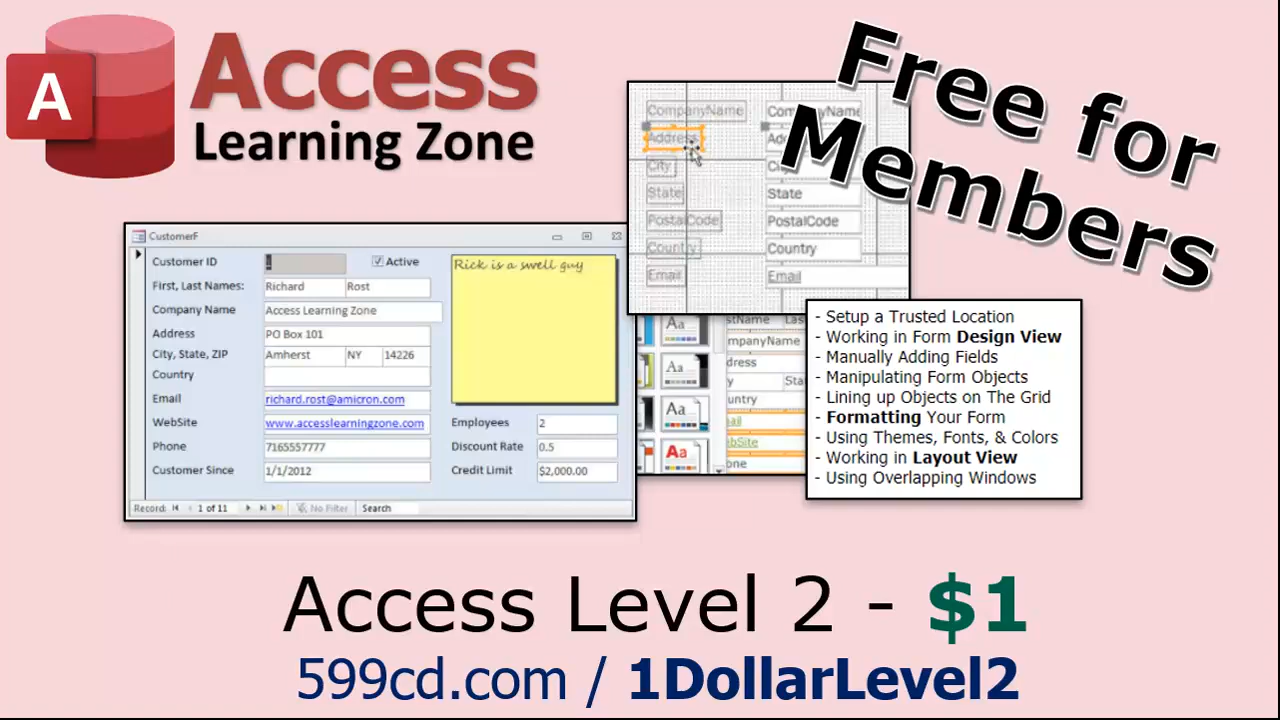 A
Access
Learning Zone
Free for
Members
CompanyName CompanyName
Address
City
State State
PostalCode PostalCode
Country Country
Email Email
CustomerF
Customer ID
Active
Rick is a swell guy
First, Last Names: Richard Rost
Company Name Access Learning Zone
Address PO Box 101
City, State, ZIP Amherst NY 14226
Country
Email richard.rost@amicron.com
WebSite www.accesslearningzone.com
Phone 7165557777
Customer Since 1/1/2012
Employees 2
Discount Rate 0.5
Credit Limit $2,000.00
Record: 1 of 11 No Filter Search
Aa
Aa
Aa
Aa
- Setup a Trusted Location
- Working in Form Design View
- Manually Adding Fields
- Manipulating Form Objects
- Lining up Objects on The Grid
- Formatting Your Form
- Using Themes, Fonts, & Colors
- Working in Layout View
- Using Overlapping Windows
Access Level 2 - $1
599cd.com / 1DollarLevel2